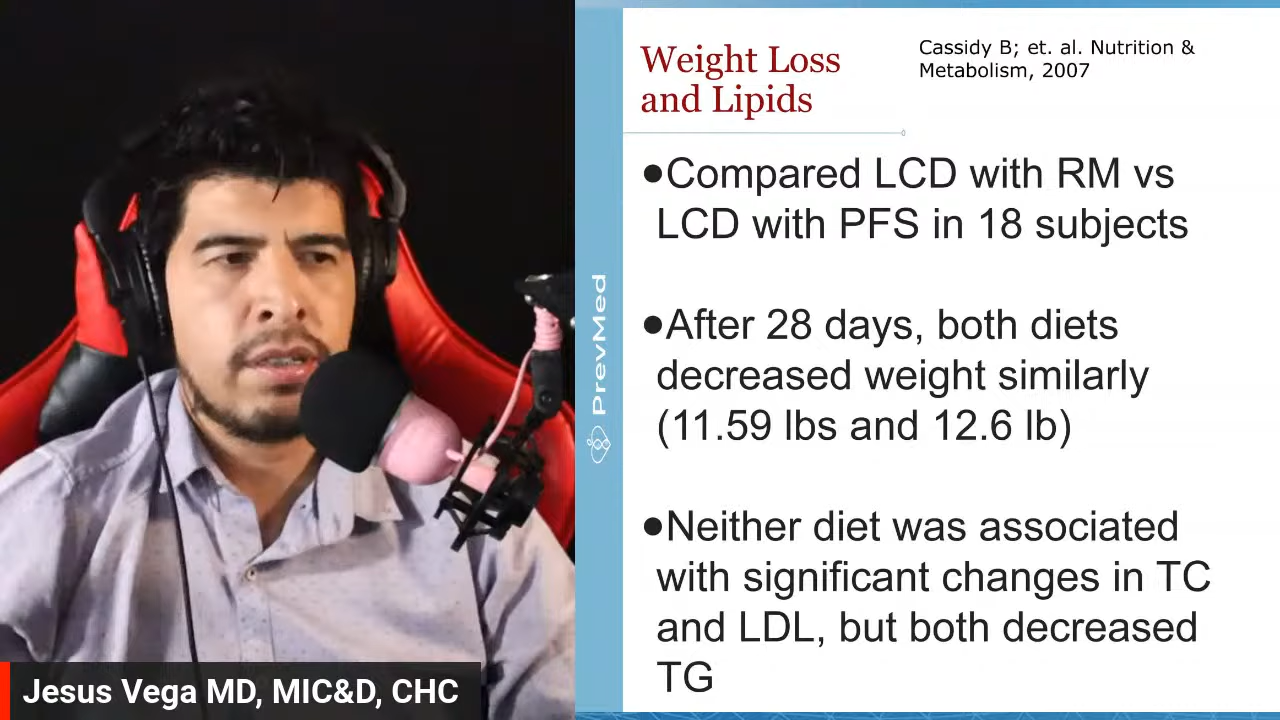 Weight Loss
and Lipids
Cassidy B; et. al. Nutrition &
Metabolism, 2007
●Compared LCD with RM vs
LCD with PFS in 18 subjects
●After 28 days, both diets
decreased weight similarly
(11.59 lbs and 12.6 lb)
●Neither diet was associated
with significant changes in TC
and LDL, but both decreased
TG
PrevMed
Jesus Vega MD, MIC&D, CHC